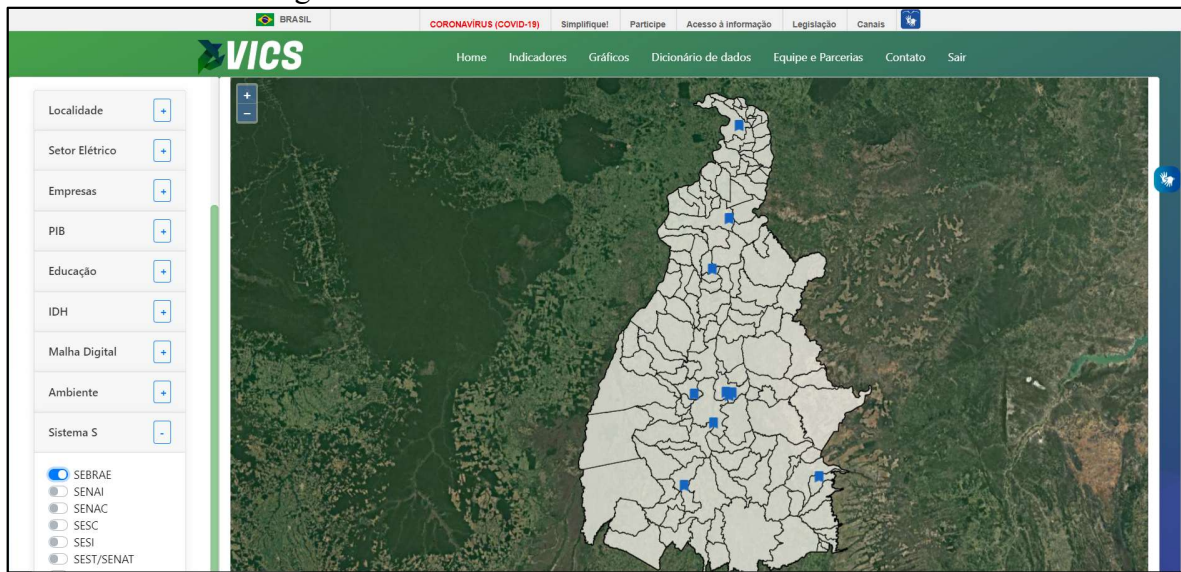 BRASIL
CORONAVÍRUS (COVID-19) Simplifique! Participe Acesso à informação Legislação Canais
VICS
Home Indicadores Gráficos Dicionário de dados Equipe e Parcerias Contato Sair
+
−
Localidade +
Setor Elétrico +
Empresas +
PIB +
Educação +
IDH +
Malha Digital +
Ambiente +
Sistema S -
SEBRAE
SENAI
SENAC
SESC
SESI
SEST/SENAT